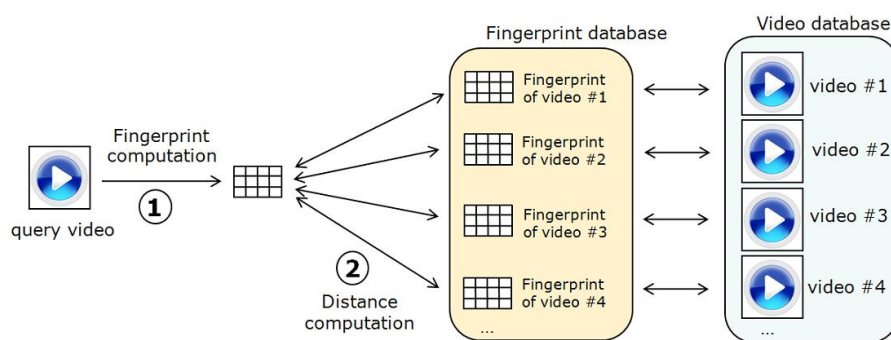 Fingerprint database
Video database
Fingerprint
computation
1
query video
2
Distance
computation
Fingerprint
of video #1
Fingerprint
of video #2
Fingerprint
of video #3
Fingerprint
of video #4
...
video #1
video #2
video #3
video #4
...